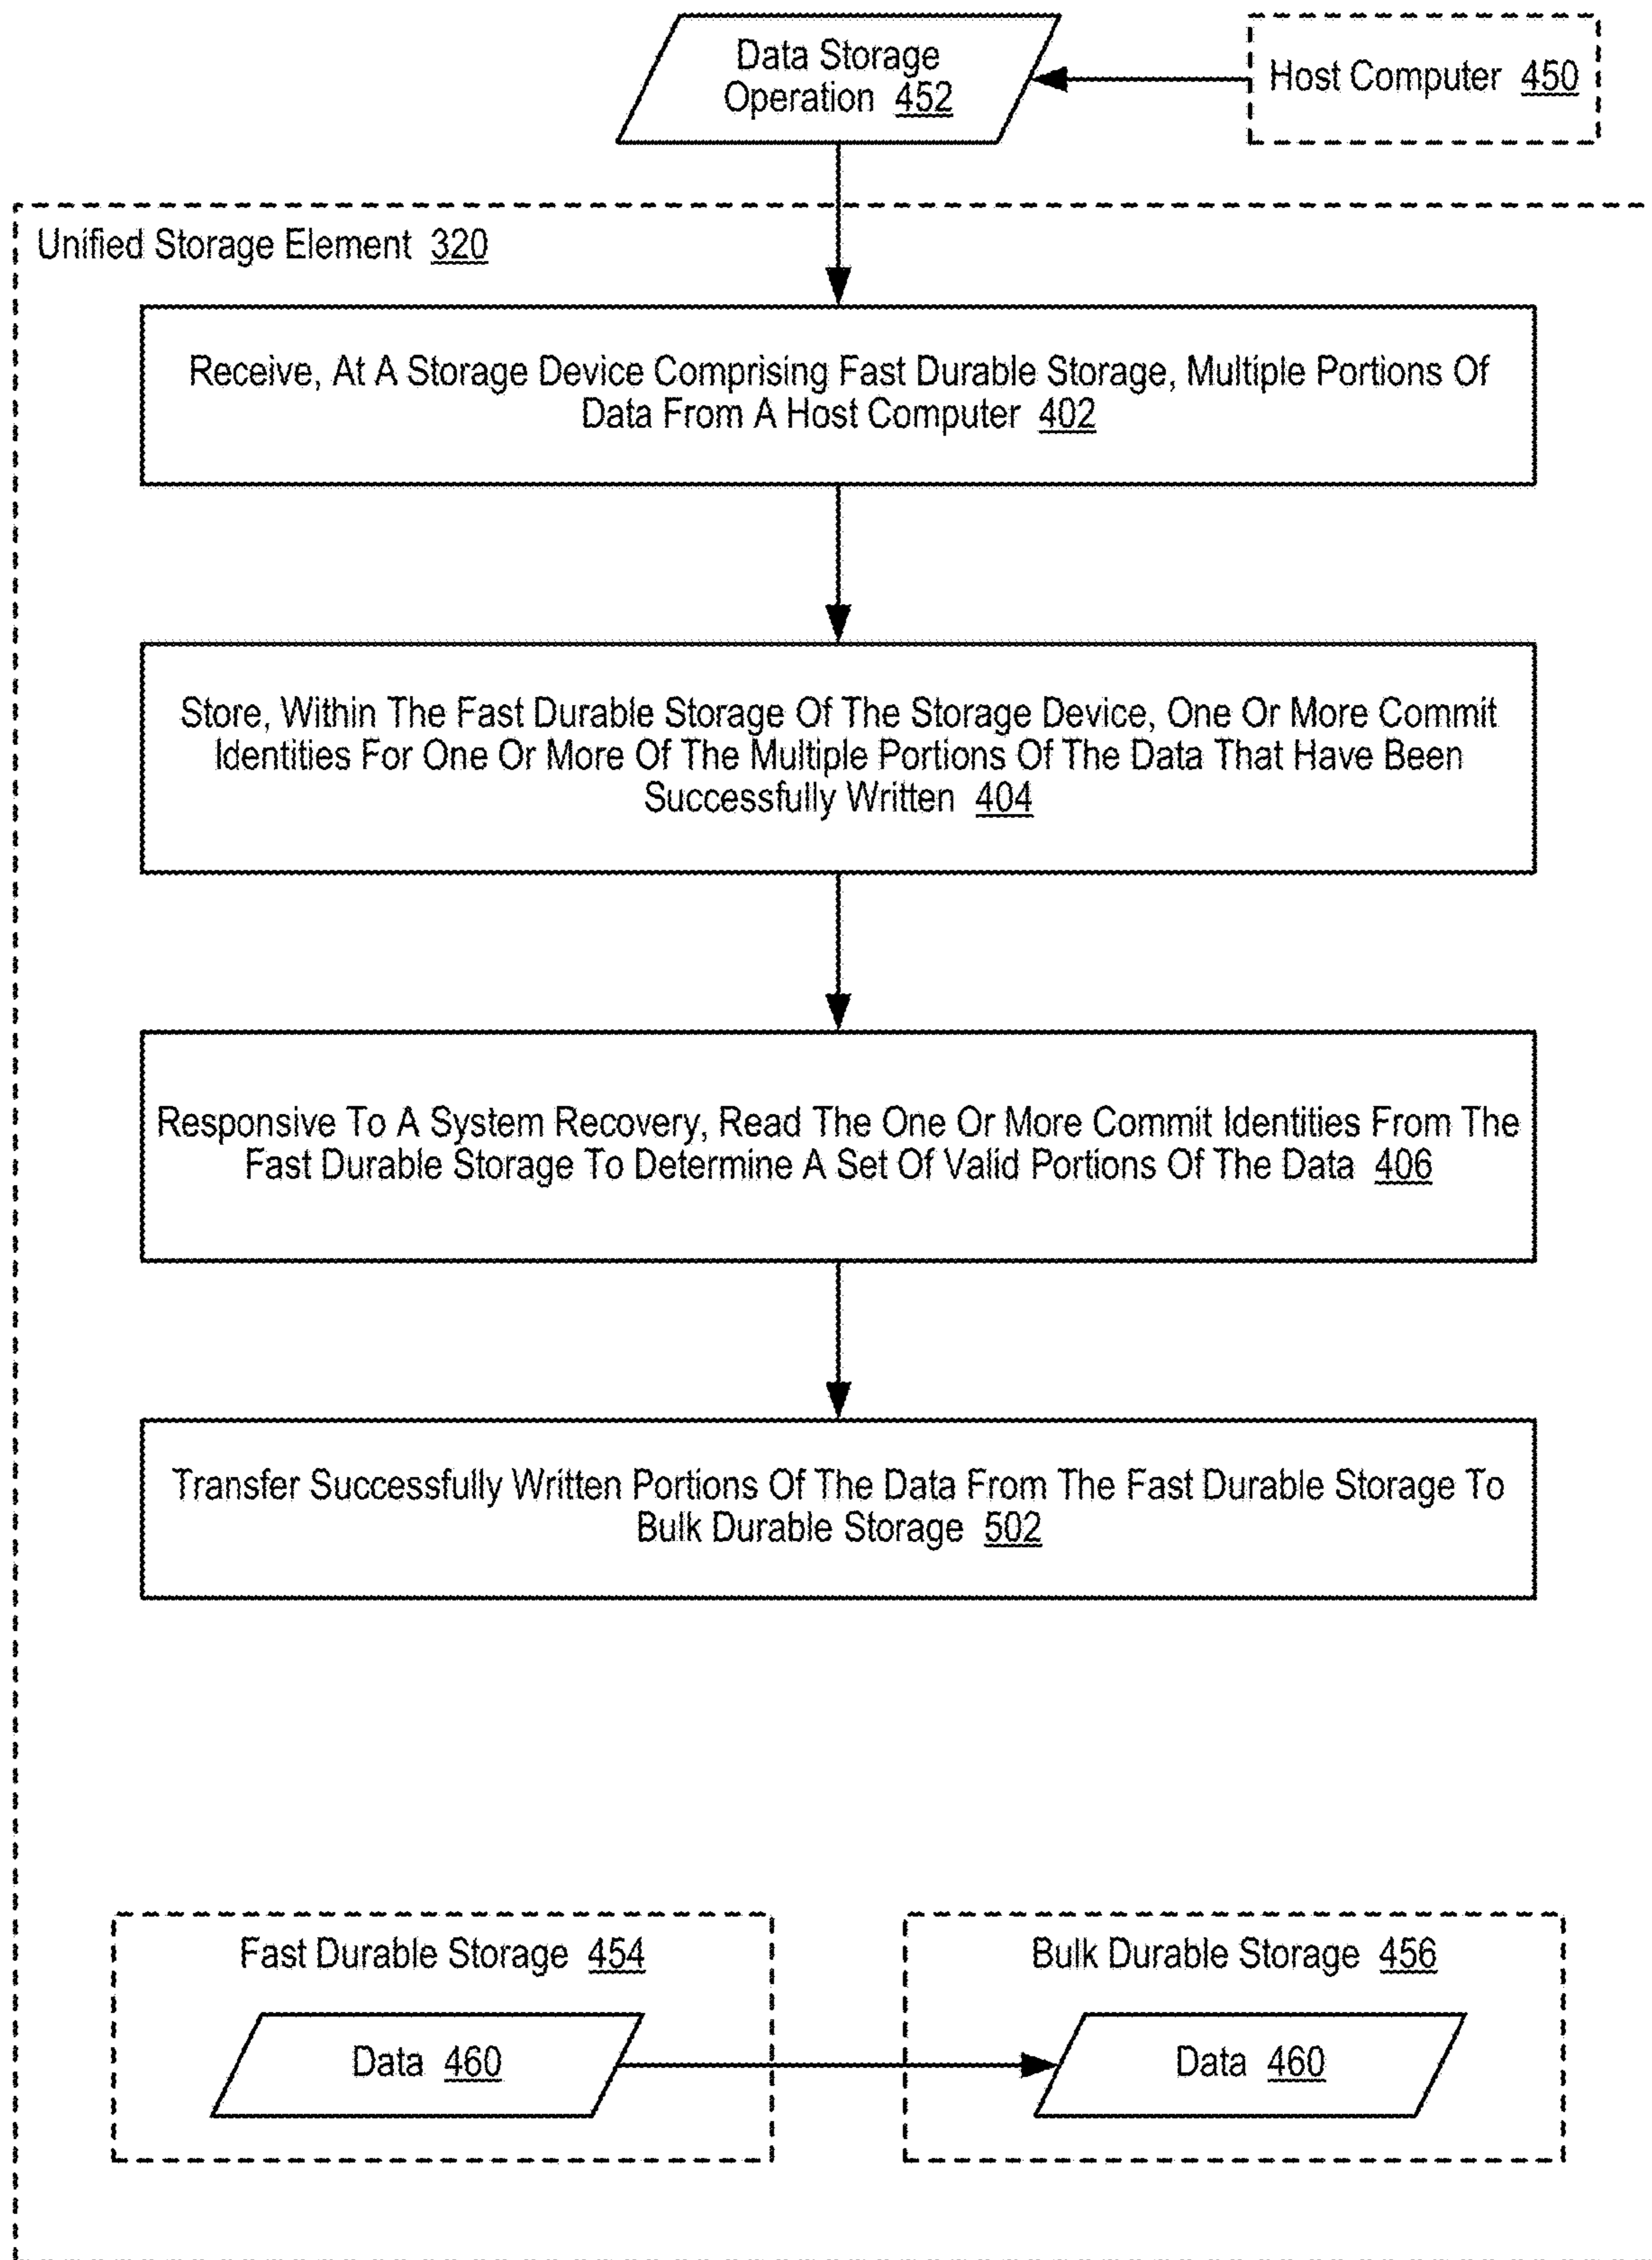 Data Storage
Operation 452
Host Computer 450
Unified Storage Element 320
Receive, At A Storage Device Comprising Fast Durable Storage, Multiple Portions Of
Data From A Host Computer 402
Store, Within The Fast Durable Storage Of The Storage Device, One Or More Commit
Identities For One Or More Of The Multiple Portions Of The Data That Have Been
Successfully Written 404
Responsive To A System Recovery, Read The One Or More Commit Identities From The
Fast Durable Storage To Determine A Set Of Valid Portions Of The Data 406
Transfer Successfully Written Portions Of The Data From The Fast Durable Storage To
Bulk Durable Storage 502
Fast Durable Storage 454
Bulk Durable Storage 456
Data 460
Data 460